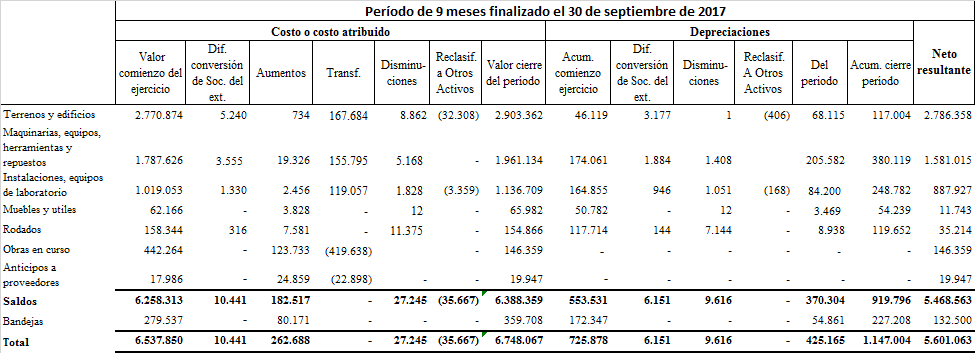 Período de 9 meses finalizado el 30 de septiembre de 2017
Costo o costo atribuido Depreciaciones
Valor comienzo del ejercicio Dif. conversión de Soc. del ext. Aumentos Transf. Disminu-ciones Reclasif. A Otros Activos Valor cierre del periodo Acum. comienzo ejercicio Dif. conversión de Soc. del ext. Disminu-ciones Reclasif. A Otros Activos Del periodo Acum. cierre periodo Neto resultante
Terrenos y edificios 2.770.874 5.240 734 167.684 8.862 (32.308) 2.903.362 46.119 3.177 1 (406) 68.115 117.004 2.786.358
Maquinarias, equipos,
herramientas y
repuestos 1.787.626 3.555 19.326 155.795 5.168 - 1.961.134 174.061 1.884 1.408 205.582 380.119 1.581.015
Instalaciones, equipos
de laboratorio 1.019.053 1.330 2.456 119.057 1.828 (3.359) 1.136.709 164.855 946 1.051 (168) 84.200 248.782 887.927
Muebles y utiles 62.166 - 3.828 - 12 - 65.982 50.782 - 12 - 3.469 54.239 11.743
Rodados 158.344 316 7.581 11.375 - 154.866 117.714 144 7.144 - 8.938 119.652 35.214
Obras en curso 442.264 - 123.733 (419.638) - 146.359 - - - - - - 146.359
Anticipos a
proveedores 17.986 - 24.859 (22.898) - - 19.947 - - - - - - 19.947
Saldos 6.258.313 10.441 182.517 - 27.245 (35.667) 6.388.359 553.531 6.151 9.616 - 370.304 919.796 5.468.563
Bandejas 279.537 - 80.171 - - - 359.708 172.347 - - - 54.861 227.208 132.500
Total 6.537.850 10.441 262.688 - 27.245 (35.667) 6.748.067 725.878 6.151 9.616 - 425.165 1.147.004 5.601.063